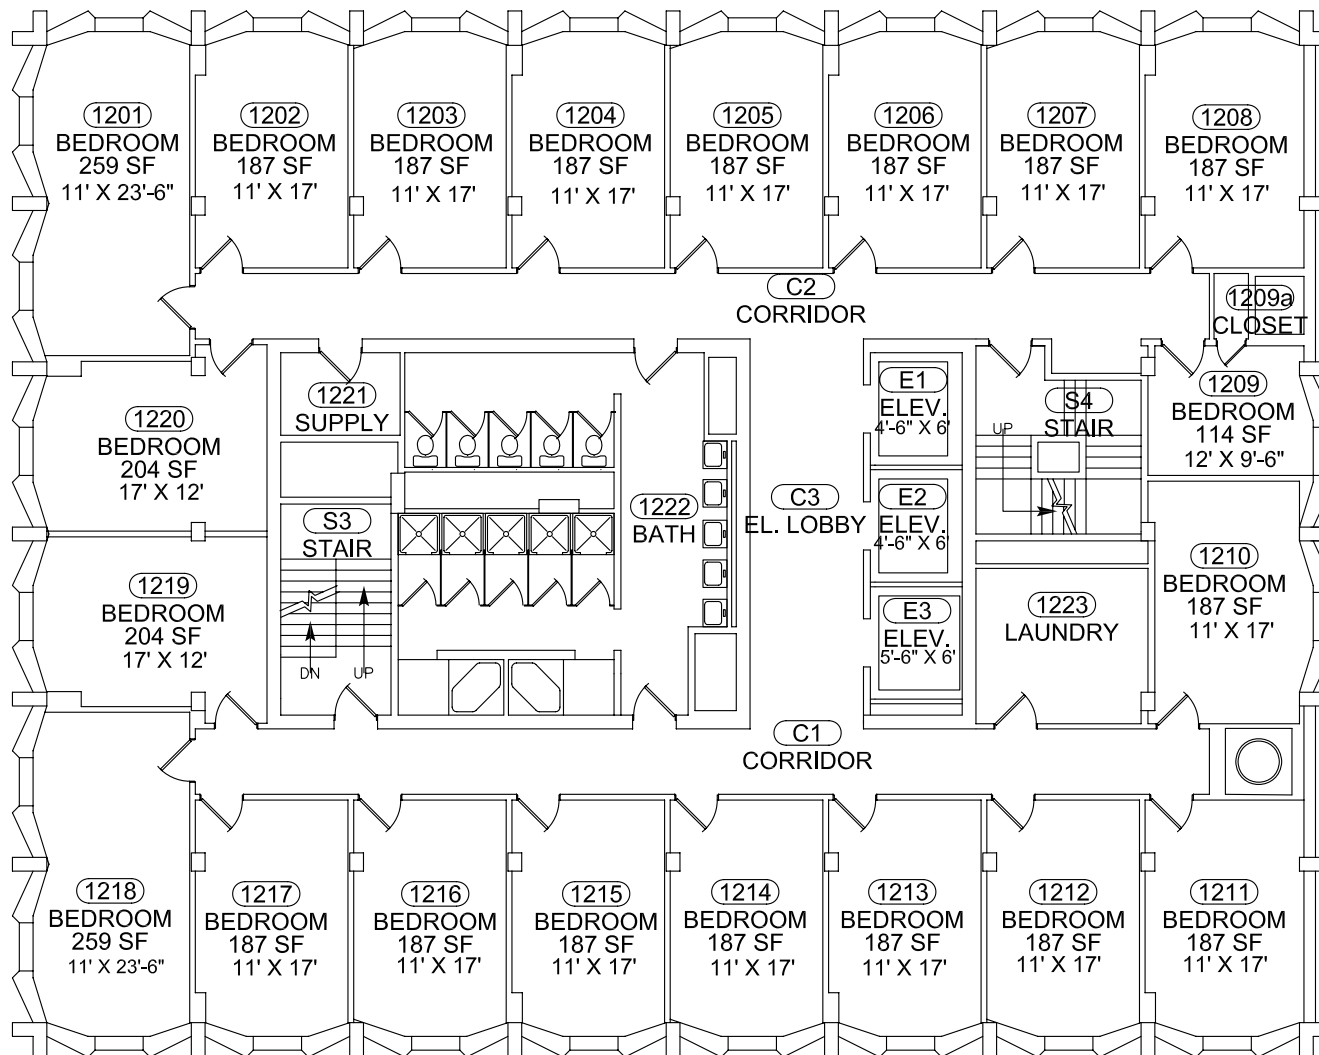 1201
BEDROOM
259 SF
11' X 23'-6"
1202
BEDROOM
187 SF
11' X 17'
1203
BEDROOM
187 SF
11' X 17'
1204
BEDROOM
187 SF
11' X 17'
1205
BEDROOM
187 SF
11' X 17'
1206
BEDROOM
187 SF
11' X 17'
1207
BEDROOM
187 SF
11' X 17'
1208
BEDROOM
187 SF
11' X 17'
C2
CORRIDOR
1209a
CLOSET
1220
BEDROOM
204 SF
17' X 12'
1221
SUPPLY
E1
ELEV.
4'-6" X 6'
S4
STAIR
UP
1209
BEDROOM
114 SF
12' X 9'-6"
S3
STAIR
DN
UP
1222
BATH
C3
EL. LOBBY
E2
ELEV.
4'-6" X 6'
1219
BEDROOM
204 SF
17' X 12'
E3
ELEV.
5'-6" X 6'
1223
LAUNDRY
1210
BEDROOM
187 SF
11' X 17'
C1
CORRIDOR
1218
BEDROOM
259 SF
11' X 23'-6"
1217
BEDROOM
187 SF
11' X 17'
1216
BEDROOM
187 SF
11' X 17'
1215
BEDROOM
187 SF
11' X 17'
1214
BEDROOM
187 SF
11' X 17'
1213
BEDROOM
187 SF
11' X 17'
1212
BEDROOM
187 SF
11' X 17'
1211
BEDROOM
187 SF
11' X 17'